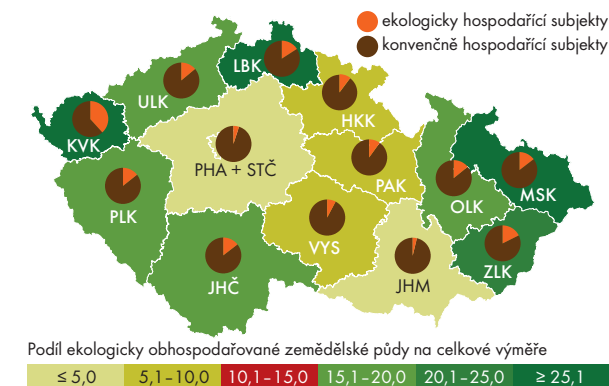 ekologicky hospodařící subjekty
konvenčně hospodařící subjekty
LBK
ULK
HKK
KVK
PHA + STČ
PAK
MSK
OLK
PLK
VYS
ZLK
JHČ
JHM
Podíl ekologicky obhospodařované zemědělské půdy na celkové výměře
≤ 5,0 5,1–10,0 10,1–15,0 15,1–20,0 20,1–25,0 ≥ 25,1